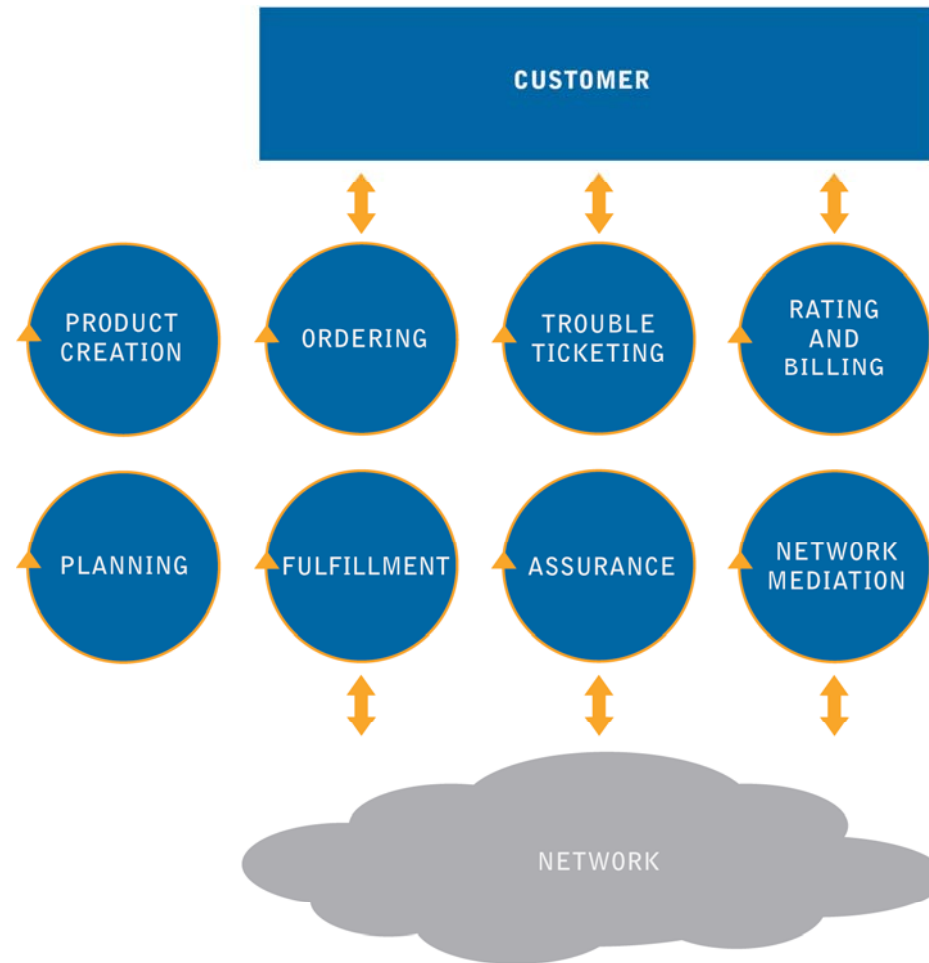 CUSTOMER
PRODUCT
CREATION
ORDERING
TROUBLE
TICKETING
RATING
AND
BILLING
PLANNING
FULFILLMENT
ASSURANCE
NETWORK
MEDIATION
NETWORK